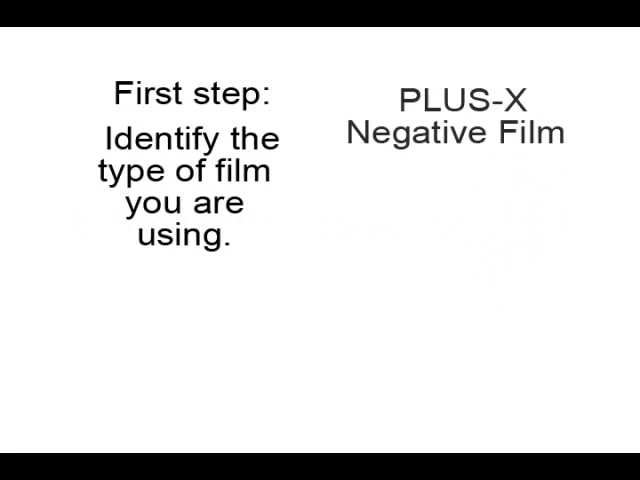 First step:
Identify the
type of film
you are
using.
PLUS-X
Negative Film